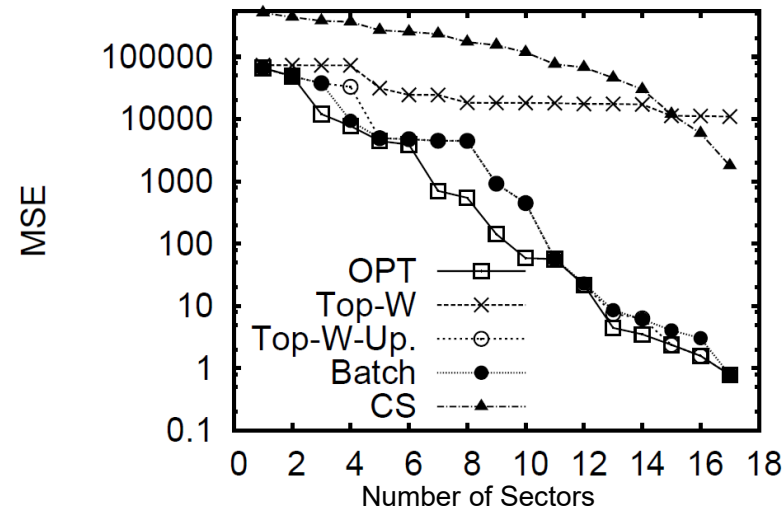 MSE
100000
10000
1000
100
10
1
0.1
OPT
Top-W
Top-W-Up.
Batch
CS
0 2 4 6 8 10 12 14 16 18
Number of Sectors